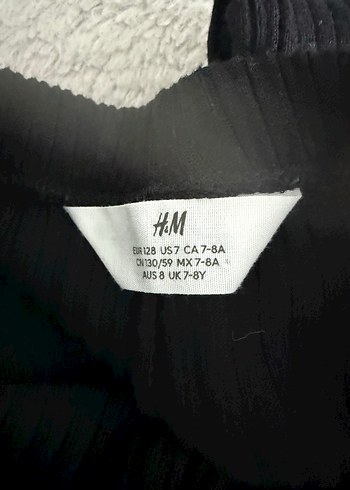 H&M
EUR 128 US 7 CA 7-8A
CN 130/59 MX 7-8A
AUS 8 UK 7-8Y